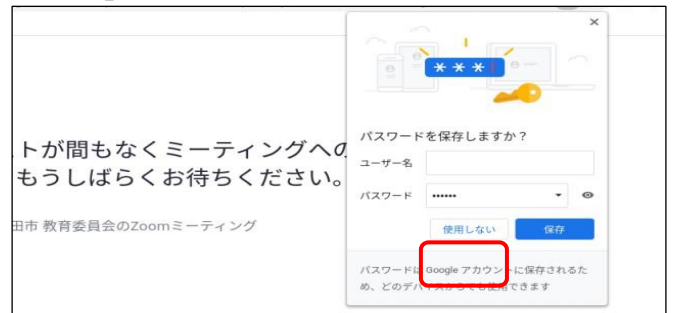 パスワードを保存しますか？
トが間もなくミーティングへの
もうしばらくお待ちください。
田市 教育委員会のZoomミーティング
ユーザー名
パスワード ••••••
使用しない 保存
パスワードは Google アカウントに保存されるた
め、どのデバイスからでも使用できます